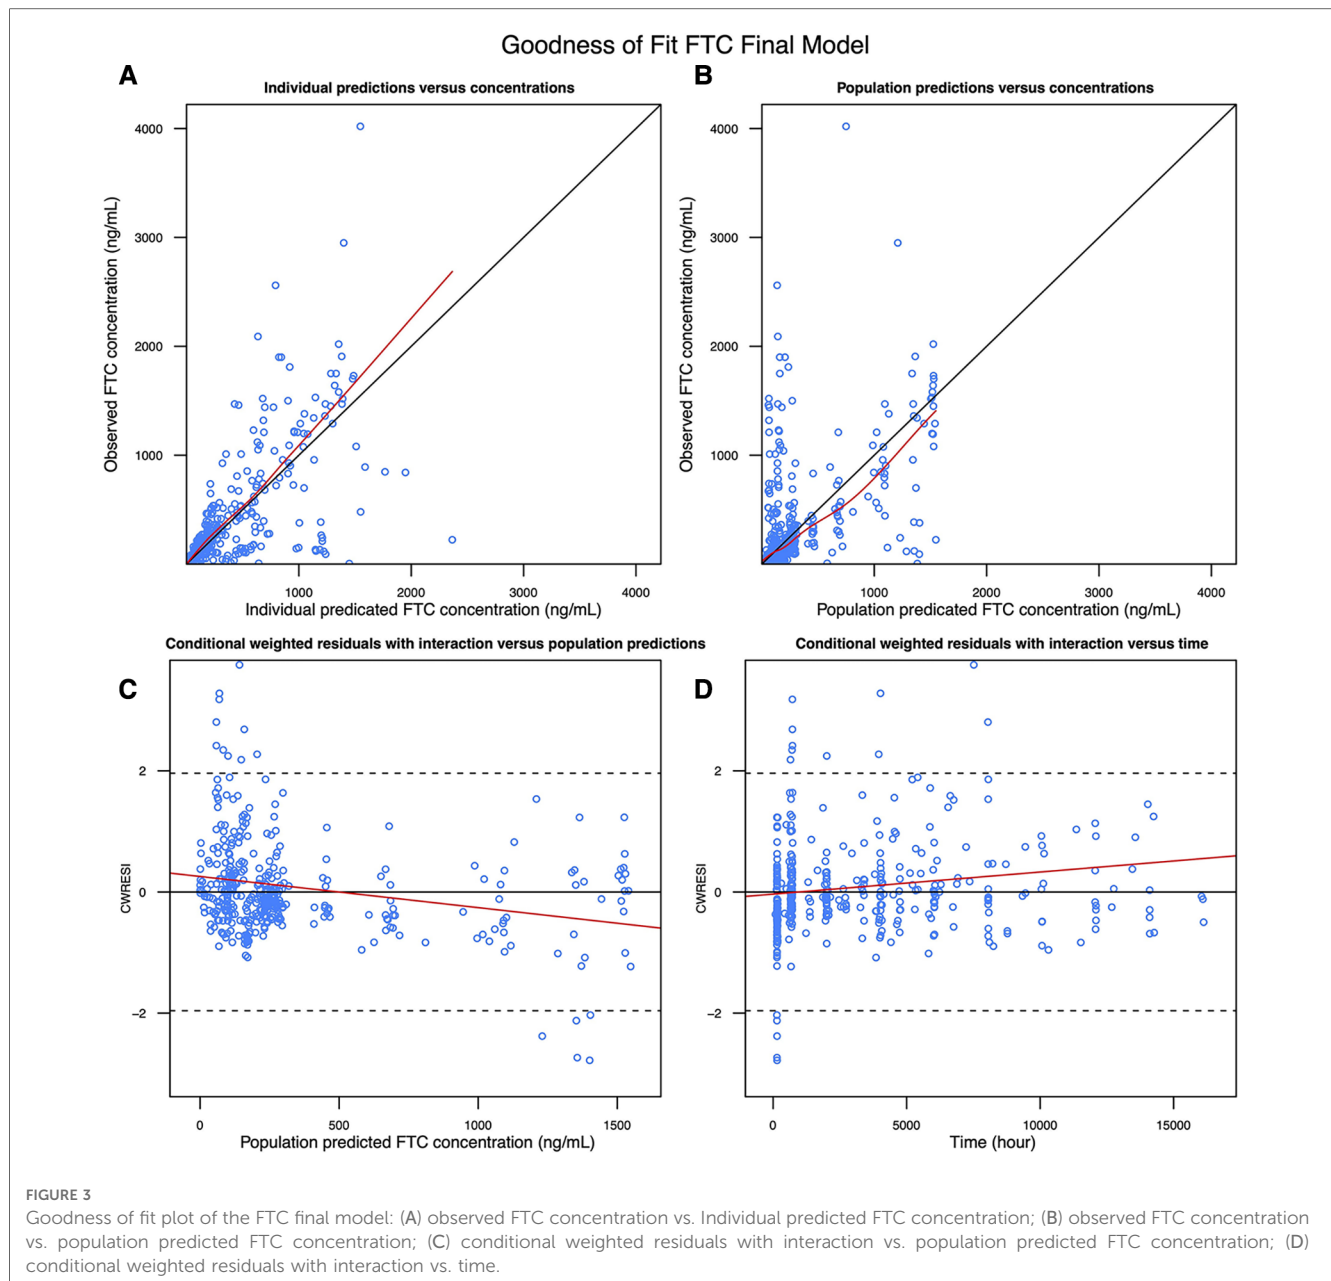 Goodness of Fit FTC Final Model
A
Individual predictions versus concentrations
Observed FTC concentration (ng/mL)
4000
3000
2000
1000
1000
2000
3000
4000
Individual predicated FTC concentration (ng/mL)
B
Population predictions versus concentrations
Observed FTC concentration (ng/mL)
4000
3000
2000
1000
1000
2000
3000
4000
Population predicated FTC concentration (ng/mL)
Conditional weighted residuals with interaction versus population predictions
C
CWRESI
2
0
−2
0
500
1000
1500
Population predicted FTC concentration (ng/mL)
Conditional weighted residuals with interaction versus time
D
CWRESI
2
0
−2
0
5000
10000
15000
Time (hour)
FIGURE 3
Goodness of fit plot of the FTC final model: (A) observed FTC concentration vs. Individual predicted FTC concentration; (B) observed FTC concentration
vs. population predicted FTC concentration; (C) conditional weighted residuals with interaction vs. population predicted FTC concentration; (D)
conditional weighted residuals with interaction vs. time.